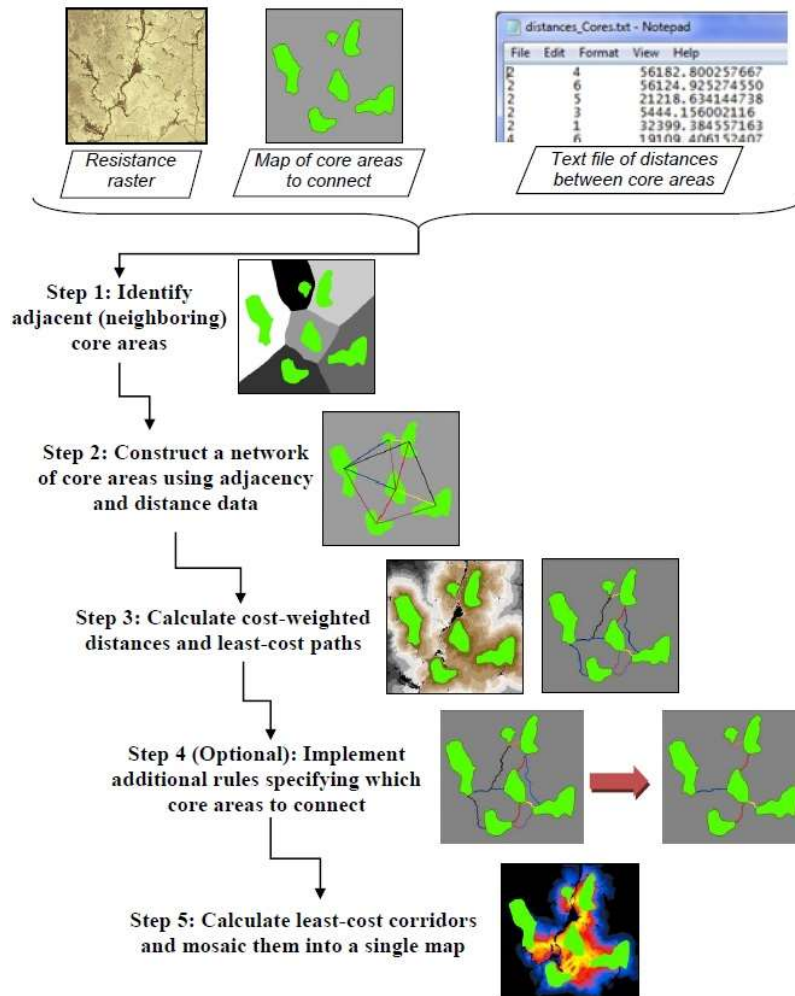 distances_Cores.txt - Notepad
File Edit Format View Help
2 4 56182.800257667
2 6 56124.925274550
2 5 21218.634144738
2 3 5444.156002116
2 1 32399.384557163
4 6 19109.406152407
Resistance
raster
Map of core areas
to connect
Text file of distances
between core areas
Step 1: Identify
adjacent (neighboring)
core areas
Step 2: Construct a network
of core areas using adjacency
and distance data
Step 3: Calculate cost-weighted
distances and least-cost paths
Step 4 (Optional): Implement
additional rules specifying which
core areas to connect
Step 5: Calculate least-cost corridors
and mosaic them into a single map